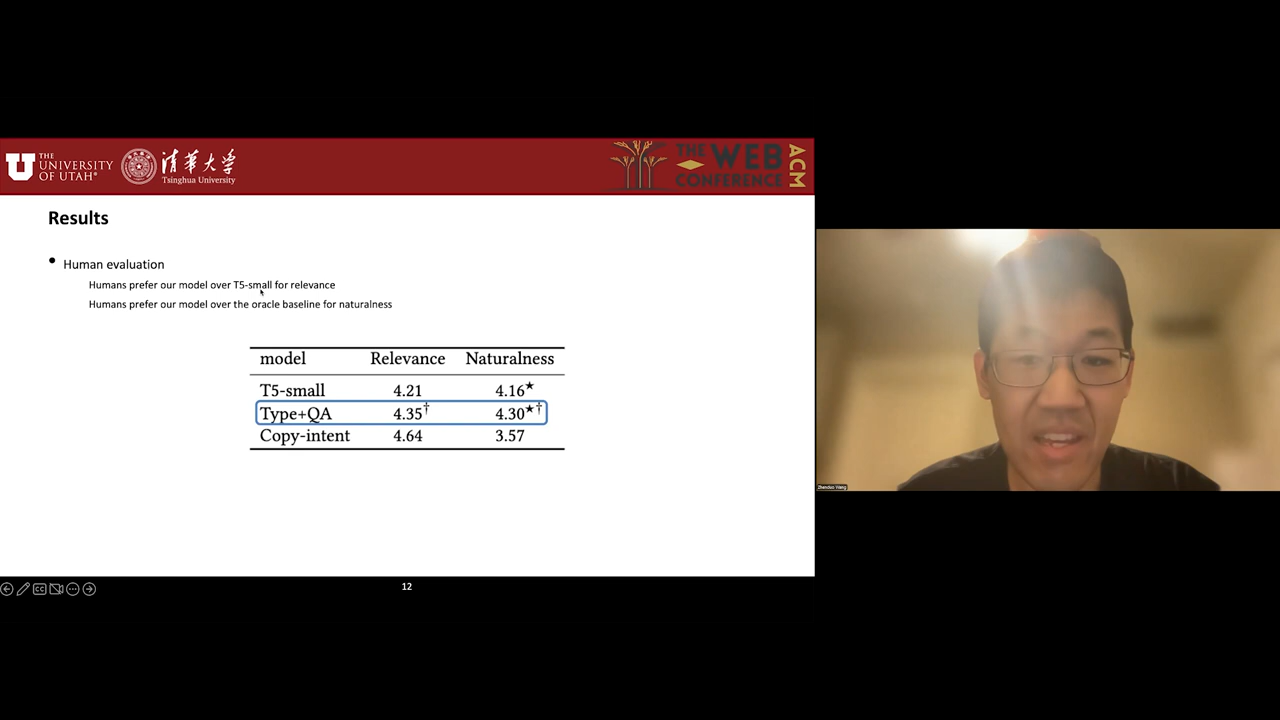 THE
UNIVERSITY
OF UTAH®
清華大学
Tsinghua University
THE WEB
CONFERENCE
ACM
Results
• Human evaluation
Humans prefer our model over T5-small for relevance
Humans prefer our model over the oracle baseline for naturalness
model Relevance Naturalness
T5-small 4.21 4.16★
Type+QA 4.35† 4.30★†
Copy-intent 4.64 3.57
Zhenduo Wang
12
CC